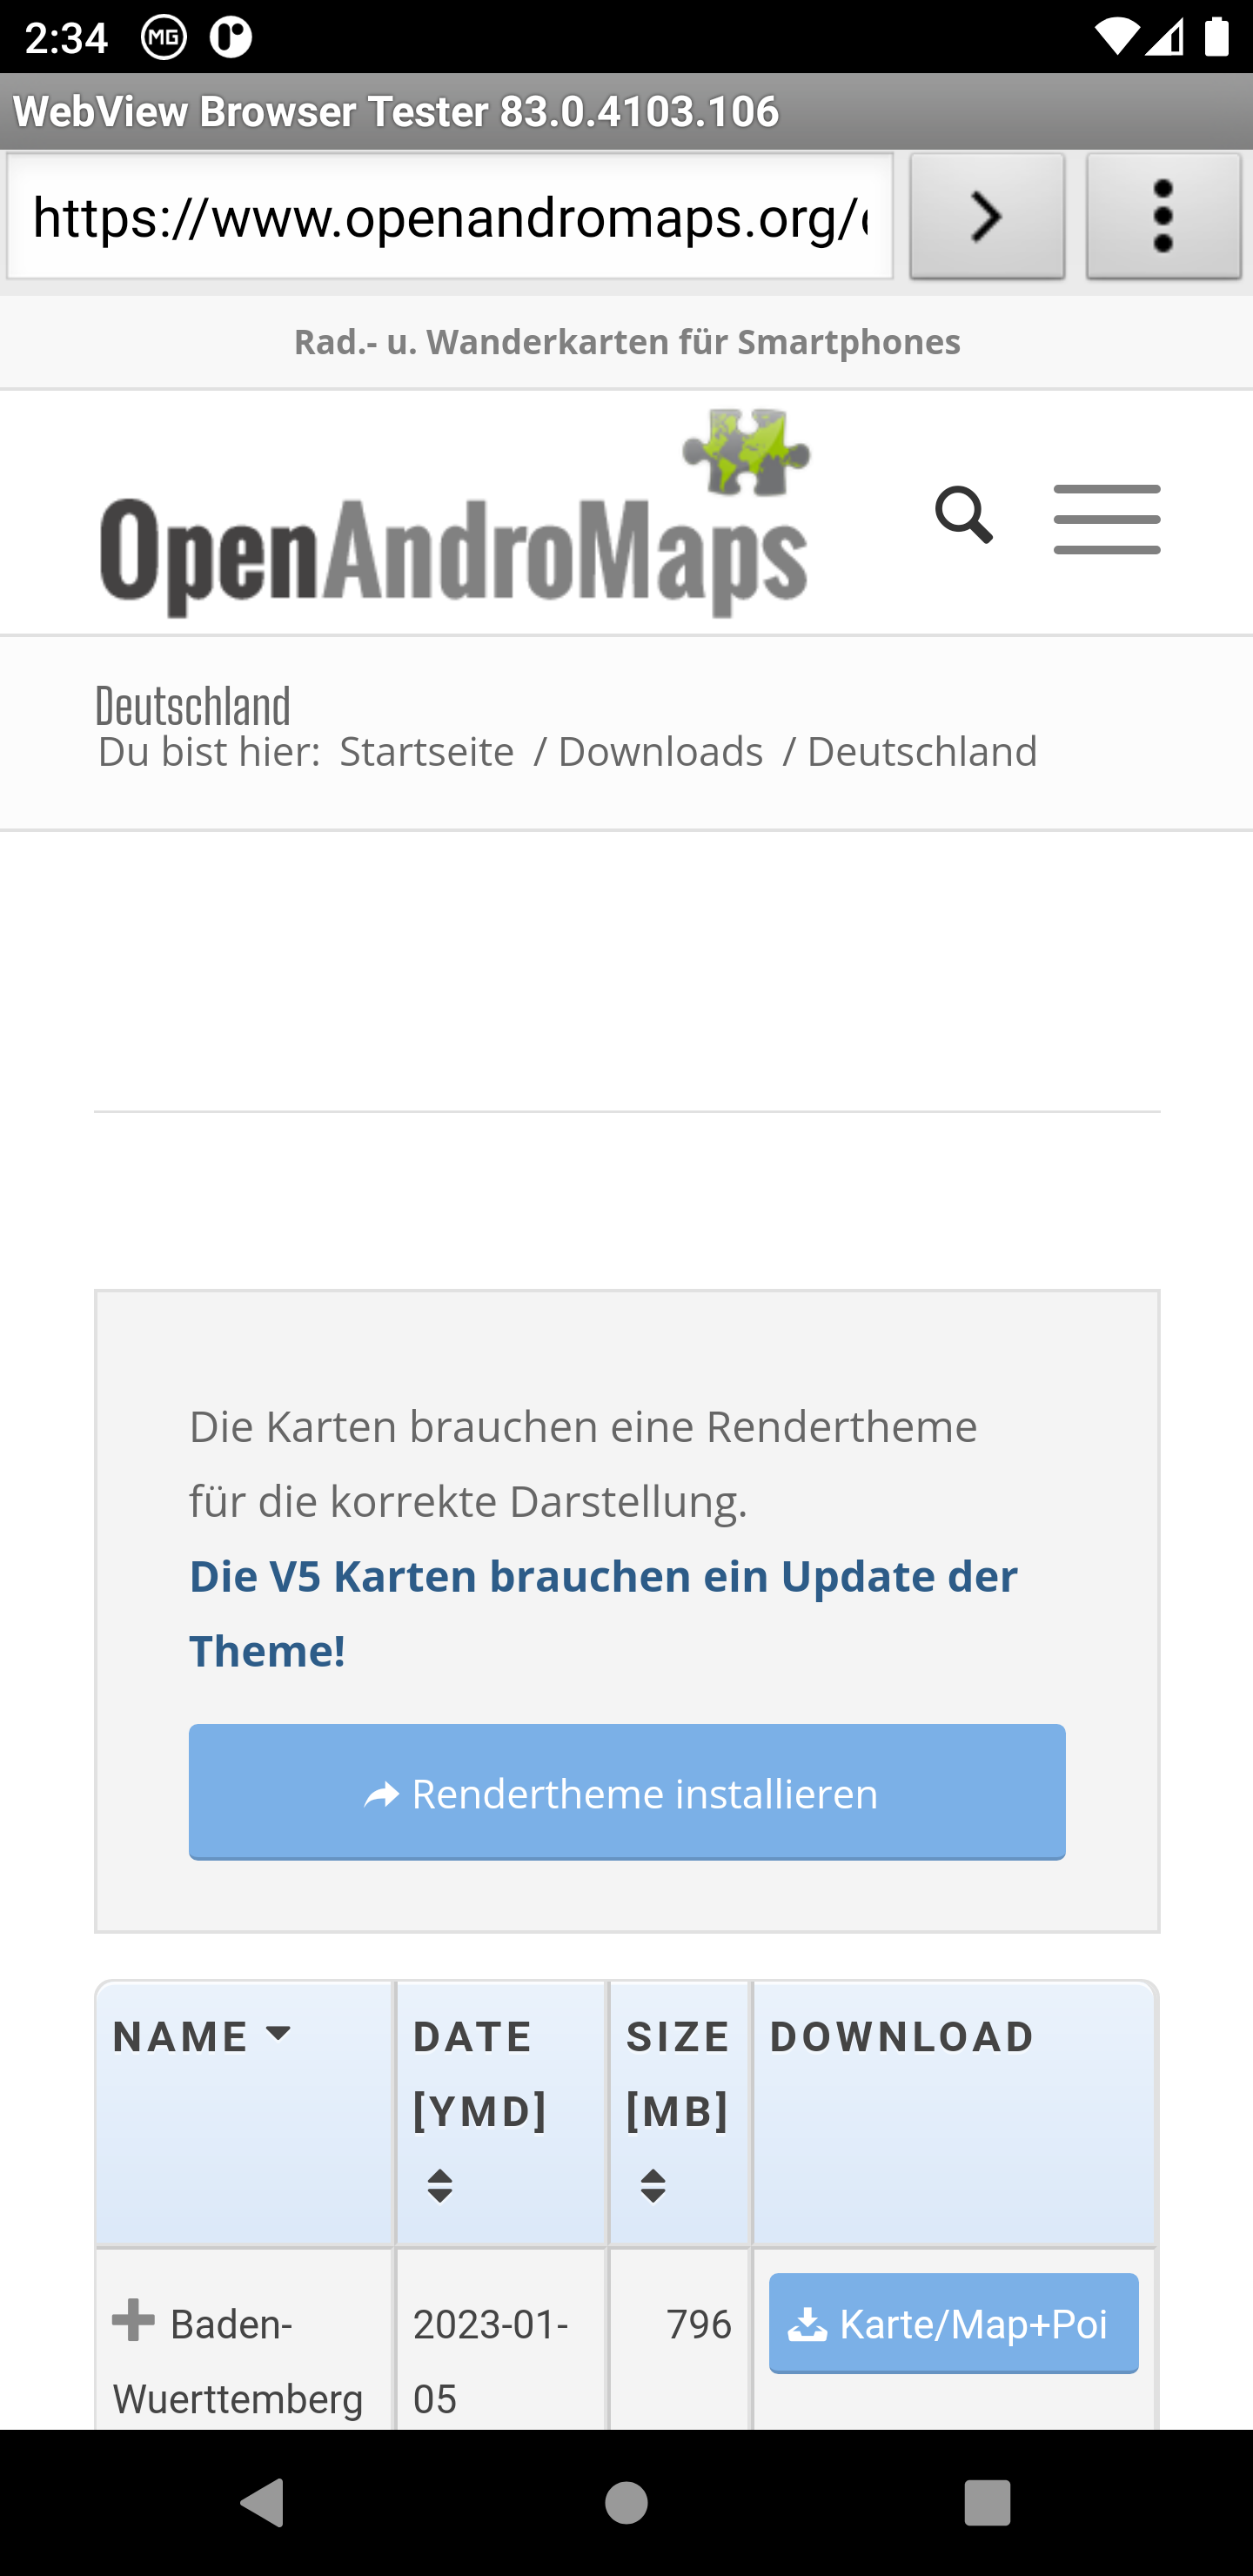 2:34 MG
WebView Browser Tester 83.0.4103.106
https://www.openandromaps.org/
Rad.- u. Wanderkarten für Smartphones
OpenAndroMaps
Deutschland
Du bist hier: Startseite / Downloads / Deutschland
Die Karten brauchen eine Rendertheme
für die korrekte Darstellung.
Die V5 Karten brauchen ein Update der
Theme!
Rendertheme installieren
NAME DATE SIZE DOWNLOAD
[YMD] [MB]
Baden- 2023-01- 796 Karte/Map+Poi
Wuerttemberg 05